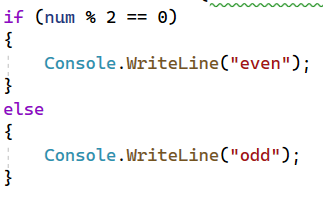 if (num % 2 == 0)
{
    Console.WriteLine("even");
}
else
{
    Console.WriteLine("odd");
}